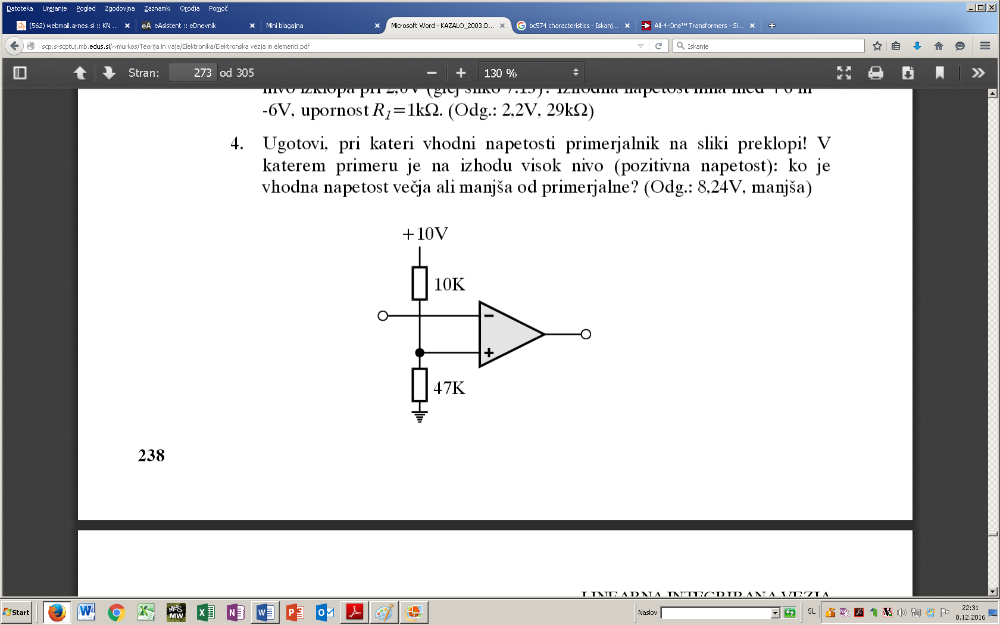 Datoteka Urejanje Pogled Zgodovina Zaznamki Orodja Pomoč
(562) webmail.arnes.si :: KN ... eAsistent :: eDnevnik Mini blagajna Microsoft Word - KAZALO_2003.D... bc574 characteristics - Iskanj... All-4-One™ Transformers - Si...
scp.s-scptuj.mb.edus.si/~murkos/Teorija in vaje/Elektronika/Elektronska vezja in elementi.pdf Iskanje
Stran: 273 od 305 130 %
nivo izklopa pri 2,0V (glej sliko 7.15)! Izhodna napetost ima med +6 in
-6V, upornost R1=1kΩ. (Odg.: 2,2V, 29kΩ)
4. Ugotovi, pri kateri vhodni napetosti primerjalnik na sliki preklopi! V
katerem primeru je na izhodu visok nivo (pozitivna napetost): ko je
vhodna napetost večja ali manjša od primerjalne? (Odg.: 8,24V, manjša)
+10V
10K
−
+
47K
238
LINEARNA INTEGRIRANA VEZJA
Start Naslov SL 22:31
8.12.2016